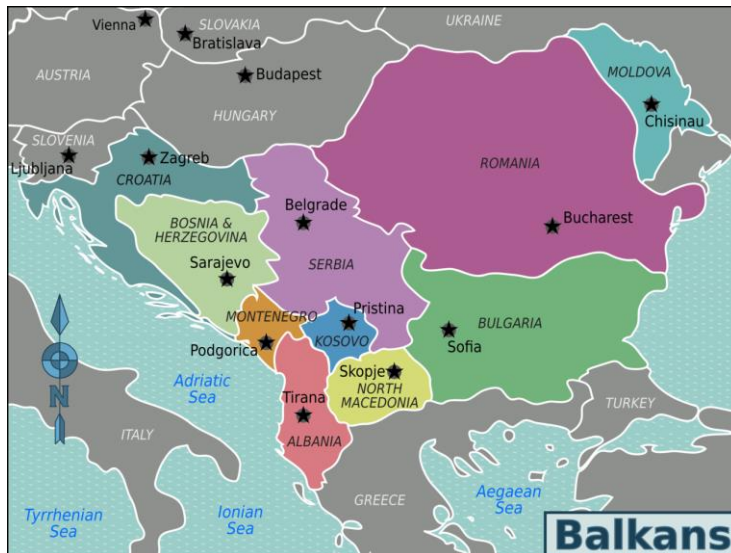 UKRAINE
Vienna
SLOVAKIA
Bratislava
AUSTRIA
Budapest
MOLDOVA
HUNGARY
Chisinau
SLOVENIA
Ljubljana
Zagreb
CROATIA
ROMANIA
Belgrade
BOSNIA &
HERZEGOVINA
Bucharest
Sarajevo
SERBIA
MONTENEGRO
Pristina
KOSOVO
BULGARIA
Sofia
Podgorica
Skopje
Adriatic
Sea
NORTH
MACEDONIA
N
Tirana
TURKEY
ITALY
ALBANIA
GREECE
Aegaean
Sea
Tyrrhenian
Sea
Ionian
Sea
Balkans